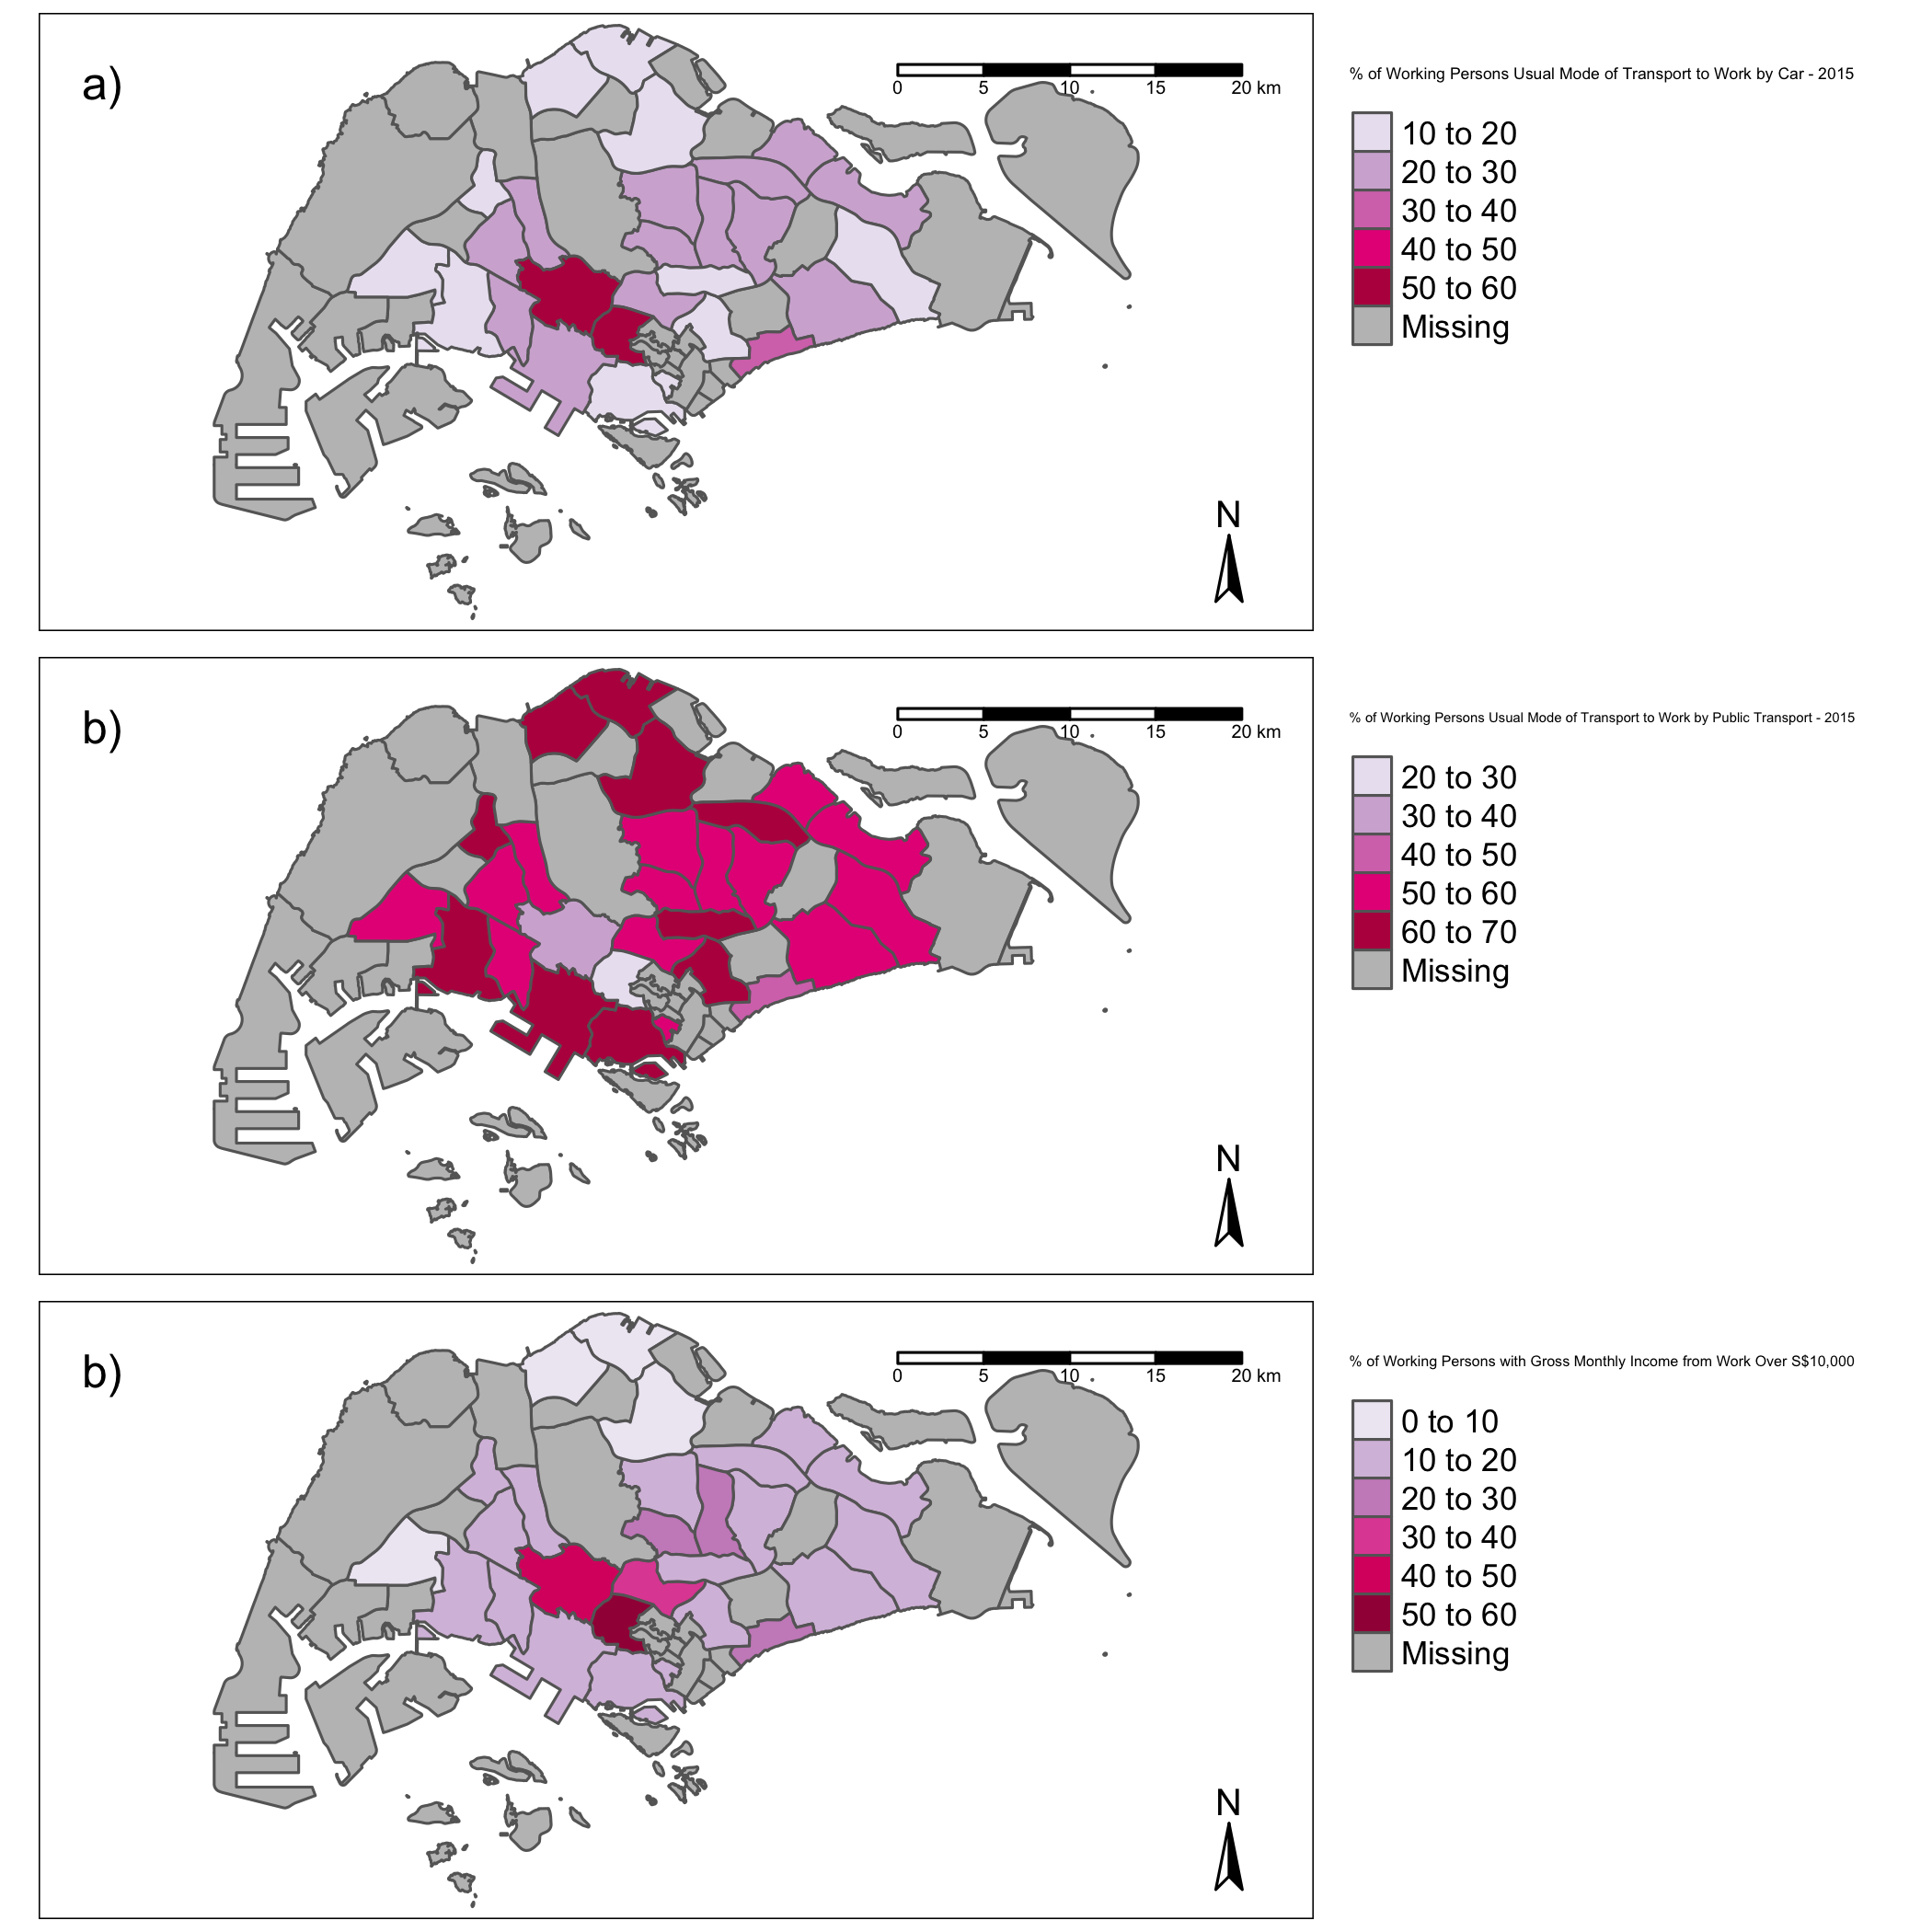 a)
0 5 10 15 20 km
N
% of Working Persons Usual Mode of Transport to Work by Car - 2015
10 to 20
20 to 30
30 to 40
40 to 50
50 to 60
Missing
b)
0 5 10 15 20 km
N
% of Working Persons Usual Mode of Transport to Work by Public Transport - 2015
20 to 30
30 to 40
40 to 50
50 to 60
60 to 70
Missing
b)
0 5 10 15 20 km
N
% of Working Persons with Gross Monthly Income from Work Over S$10,000
0 to 10
10 to 20
20 to 30
30 to 40
40 to 50
50 to 60
Missing